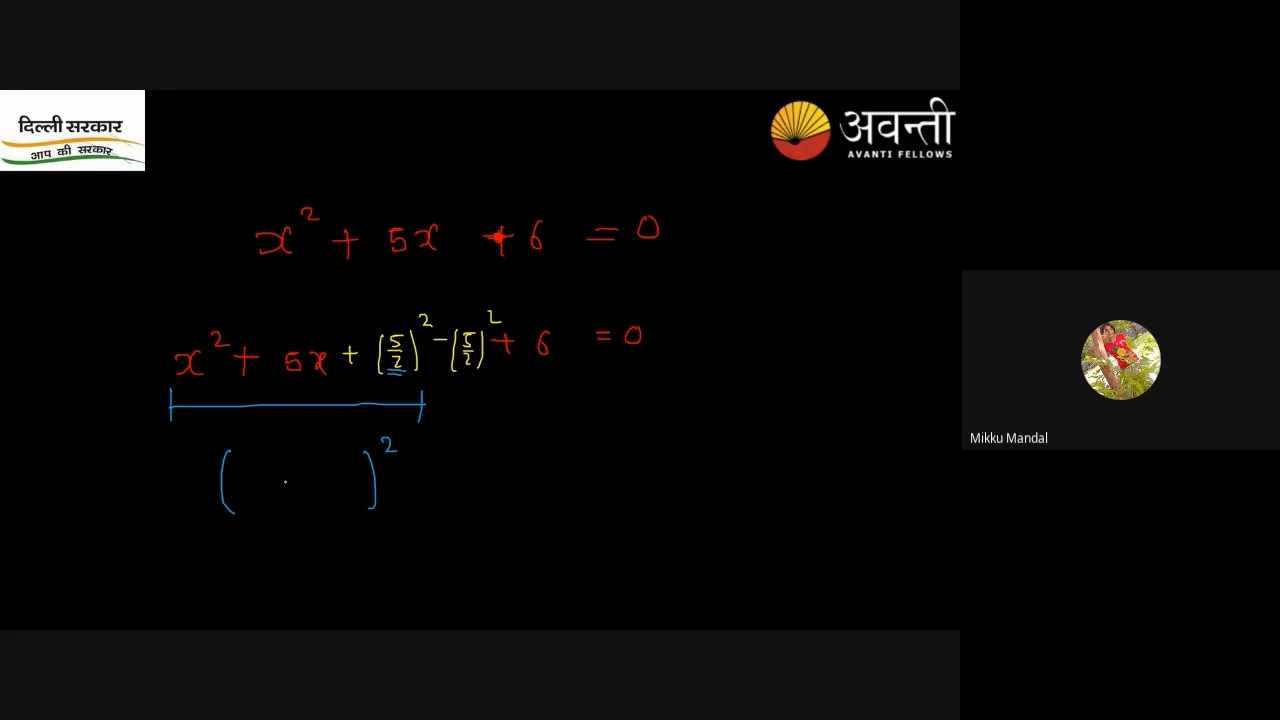 दिल्ली सरकार
आप की सरकार
अवन्ती
AVANTI FELLOWS
x² + 5x + 6 = 0
x² + 5x + (5/2)² - (5/2)² + 6 = 0
( )²
Mikku Mandal